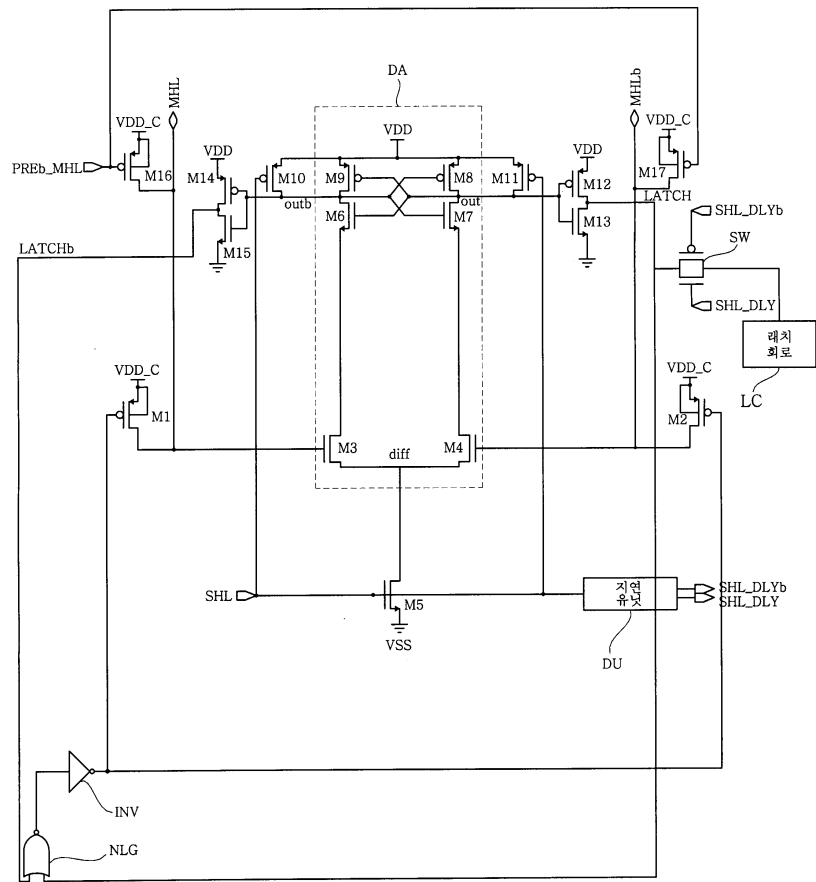 DA
MHL
MHLb
VDD_C
VDD
VDD_C
PREb_MHL
M16
VDD
M14
M10
M9
M8
M11
VDD
M12
M17
LATCH
outb
out
M6
M7
M13
SHL_DLYb
SW
LATCHb
M15
SHL_DLY
래치
회로
LC
VDD_C
M1
VDD_C
M2
M3
diff
M4
SHL
M5
VSS
지연
유닛
DU
SHL_DLYb
SHL_DLY
INV
NLG